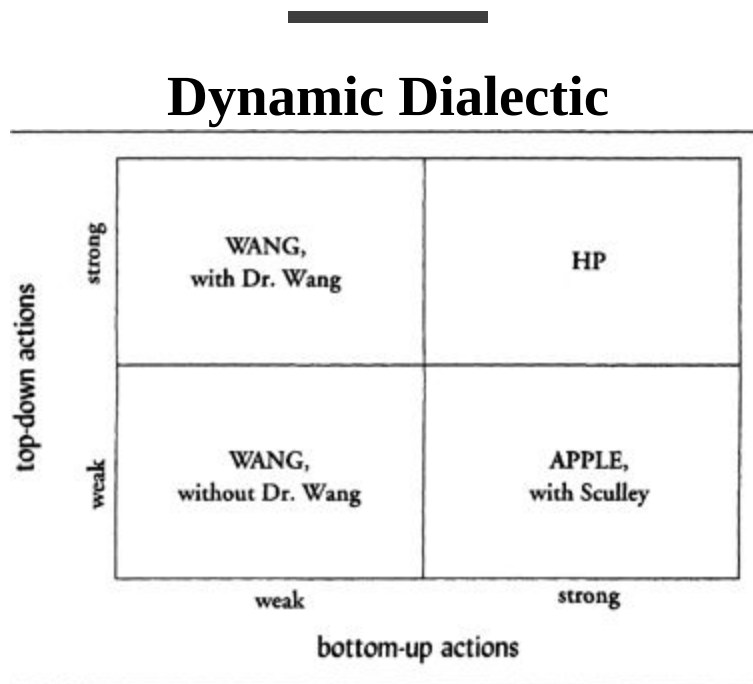 Dynamic Dialectic
top-down actions
strong
WANG,
with Dr. Wang
HP
weak
WANG,
without Dr. Wang
APPLE,
with Sculley
weak
strong
bottom-up actions